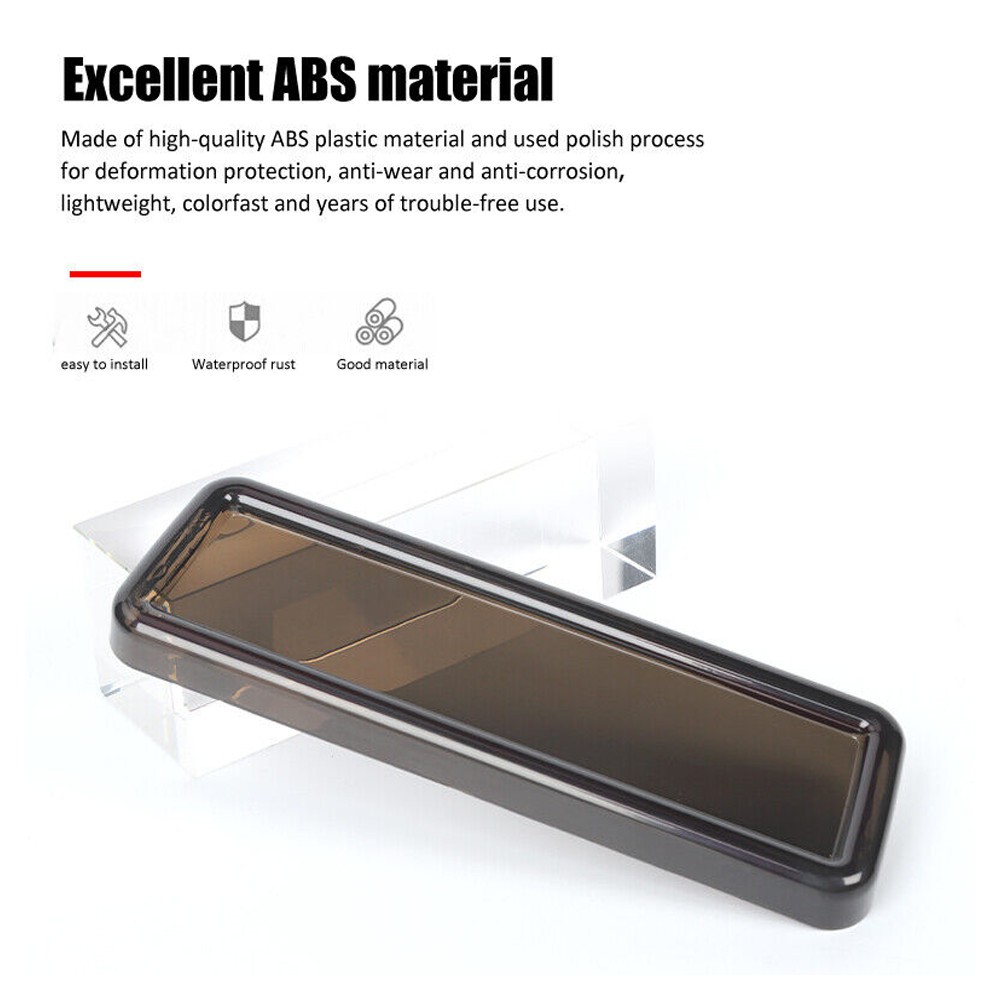 Excellent ABS material
Made of high-quality ABS plastic material and used polish process
for deformation protection, anti-wear and anti-corrosion,
lightweight, colorfast and years of trouble-free use.
easy to install
Waterproof rust
Good material